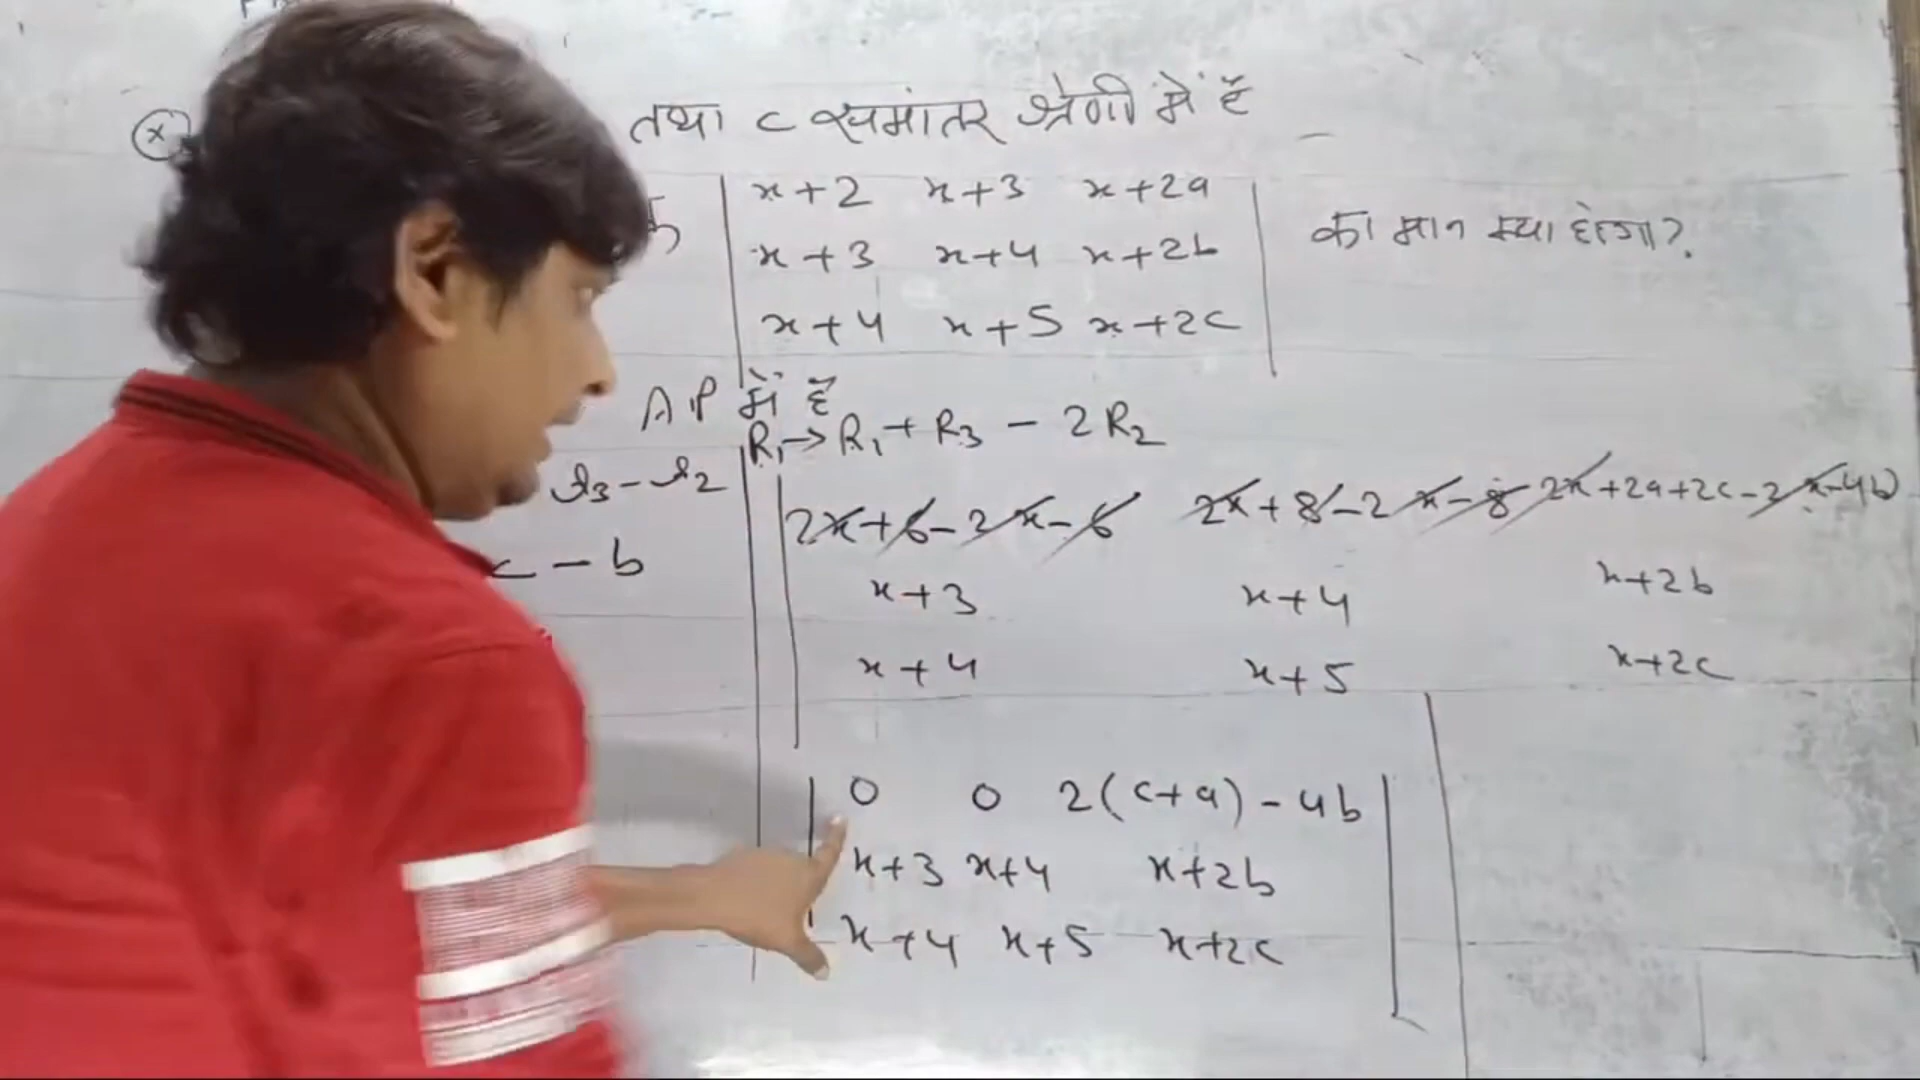 (x)
तथा c समांतर श्रेणी में है
x+2 x+3 x+2a
x+3 x+4 x+2b का मान क्या होगा?
x+4 x+5 x+2c
AP में है
R₁→R₁+R₃-2R₂
-r₂
c-b
2x+6-2x-6 2x+8-2x-8 2x+2a+2c-2x-4b
x+3 x+4 x+2b
x+4 x+5 x+2c
0 0 2(c+a)-4b
x+3 x+4 x+2b
x+4 x+5 x+2c